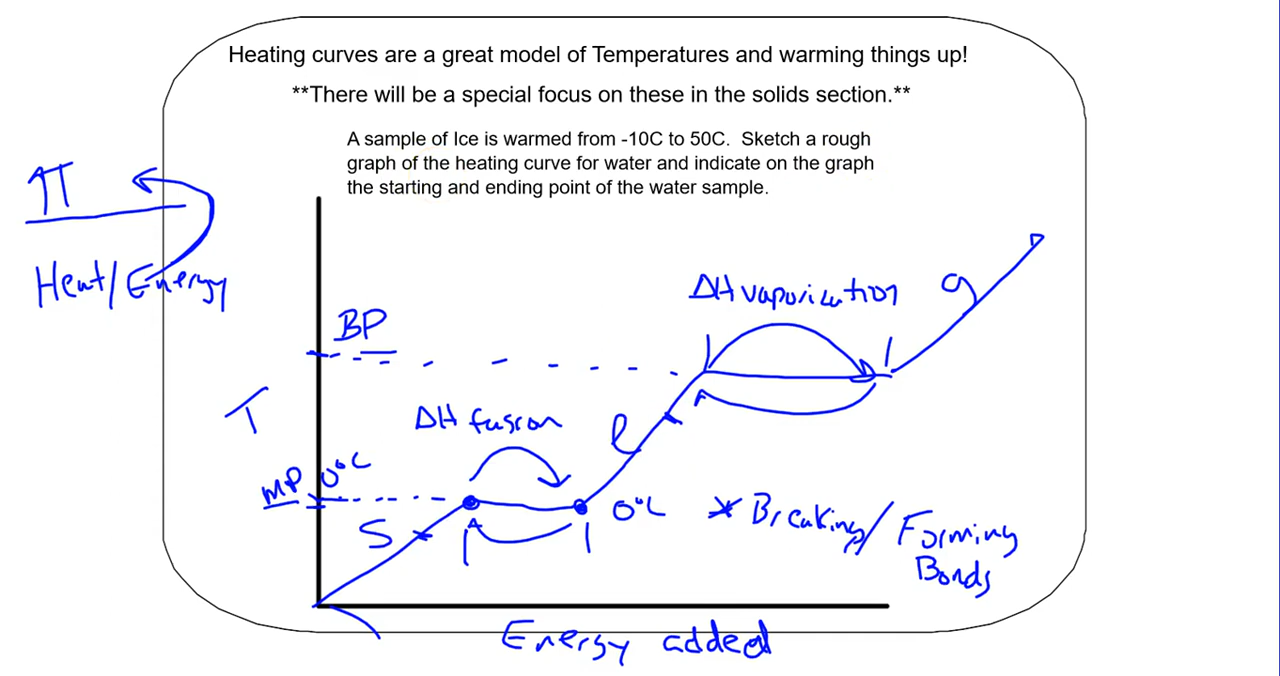 Heating curves are a great model of Temperatures and warming things up!
**There will be a special focus on these in the solids section.**
A sample of Ice is warmed from -10C to 50C. Sketch a rough
graph of the heating curve for water and indicate on the graph
the starting and ending point of the water sample.
↑T
Heat/Energy
BP
ΔH vaporization
g
T
ΔH fusion
l
MP 0°C
S
0°C
* Breaking/Forming
Bonds
Energy added